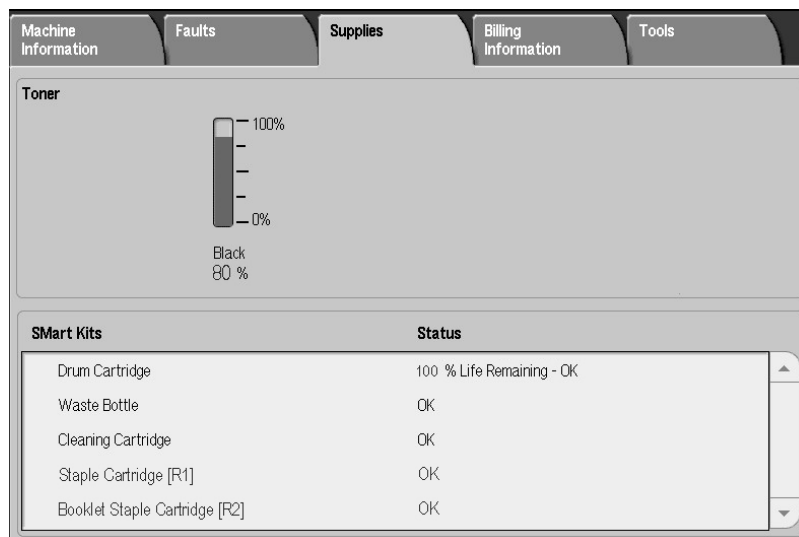 Machine
Information
Faults
Supplies
Billing
Information
Tools
Toner
100%
0%
Black
80 %
SMart Kits Status
Drum Cartridge 100 % Life Remaining - OK
Waste Bottle OK
Cleaning Cartridge OK
Staple Cartridge [R1] OK
Booklet Staple Cartridge [R2] OK